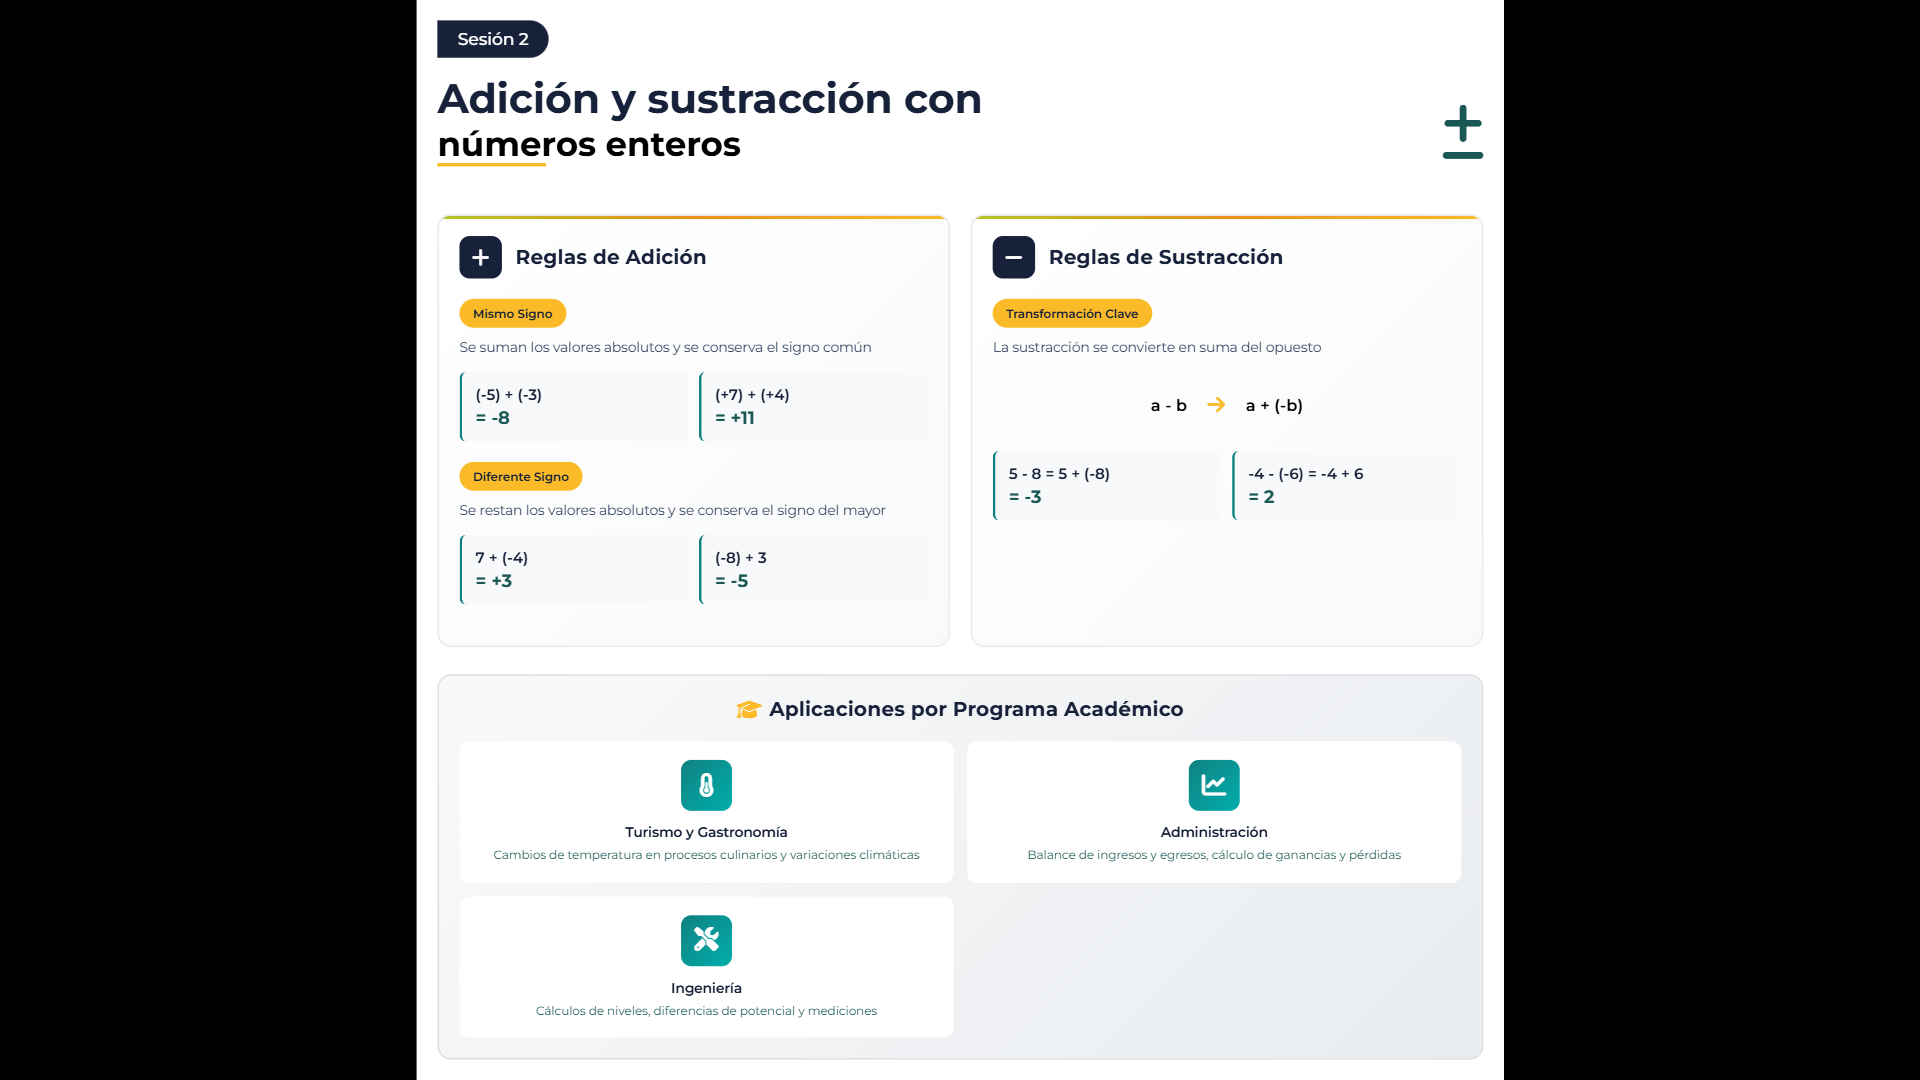 Sesión 2
Adición y sustracción con
números enteros
Reglas de Adición
Mismo Signo
Se suman los valores absolutos y se conserva el signo común
(-5) + (-3)
= -8
(+7) + (+4)
= +11
Diferente Signo
Se restan los valores absolutos y se conserva el signo del mayor
7 + (-4)
= +3
(-8) + 3
= -5
Reglas de Sustracción
Transformación Clave
La sustracción se convierte en suma del opuesto
a - b → a + (-b)
5 - 8 = 5 + (-8)
= -3
-4 - (-6) = -4 + 6
= 2
Aplicaciones por Programa Académico
Turismo y Gastronomía
Cambios de temperatura en procesos culinarios y variaciones climáticas
Administración
Balance de ingresos y egresos, cálculo de ganancias y pérdidas
Ingeniería
Cálculos de niveles, diferencias de potencial y mediciones